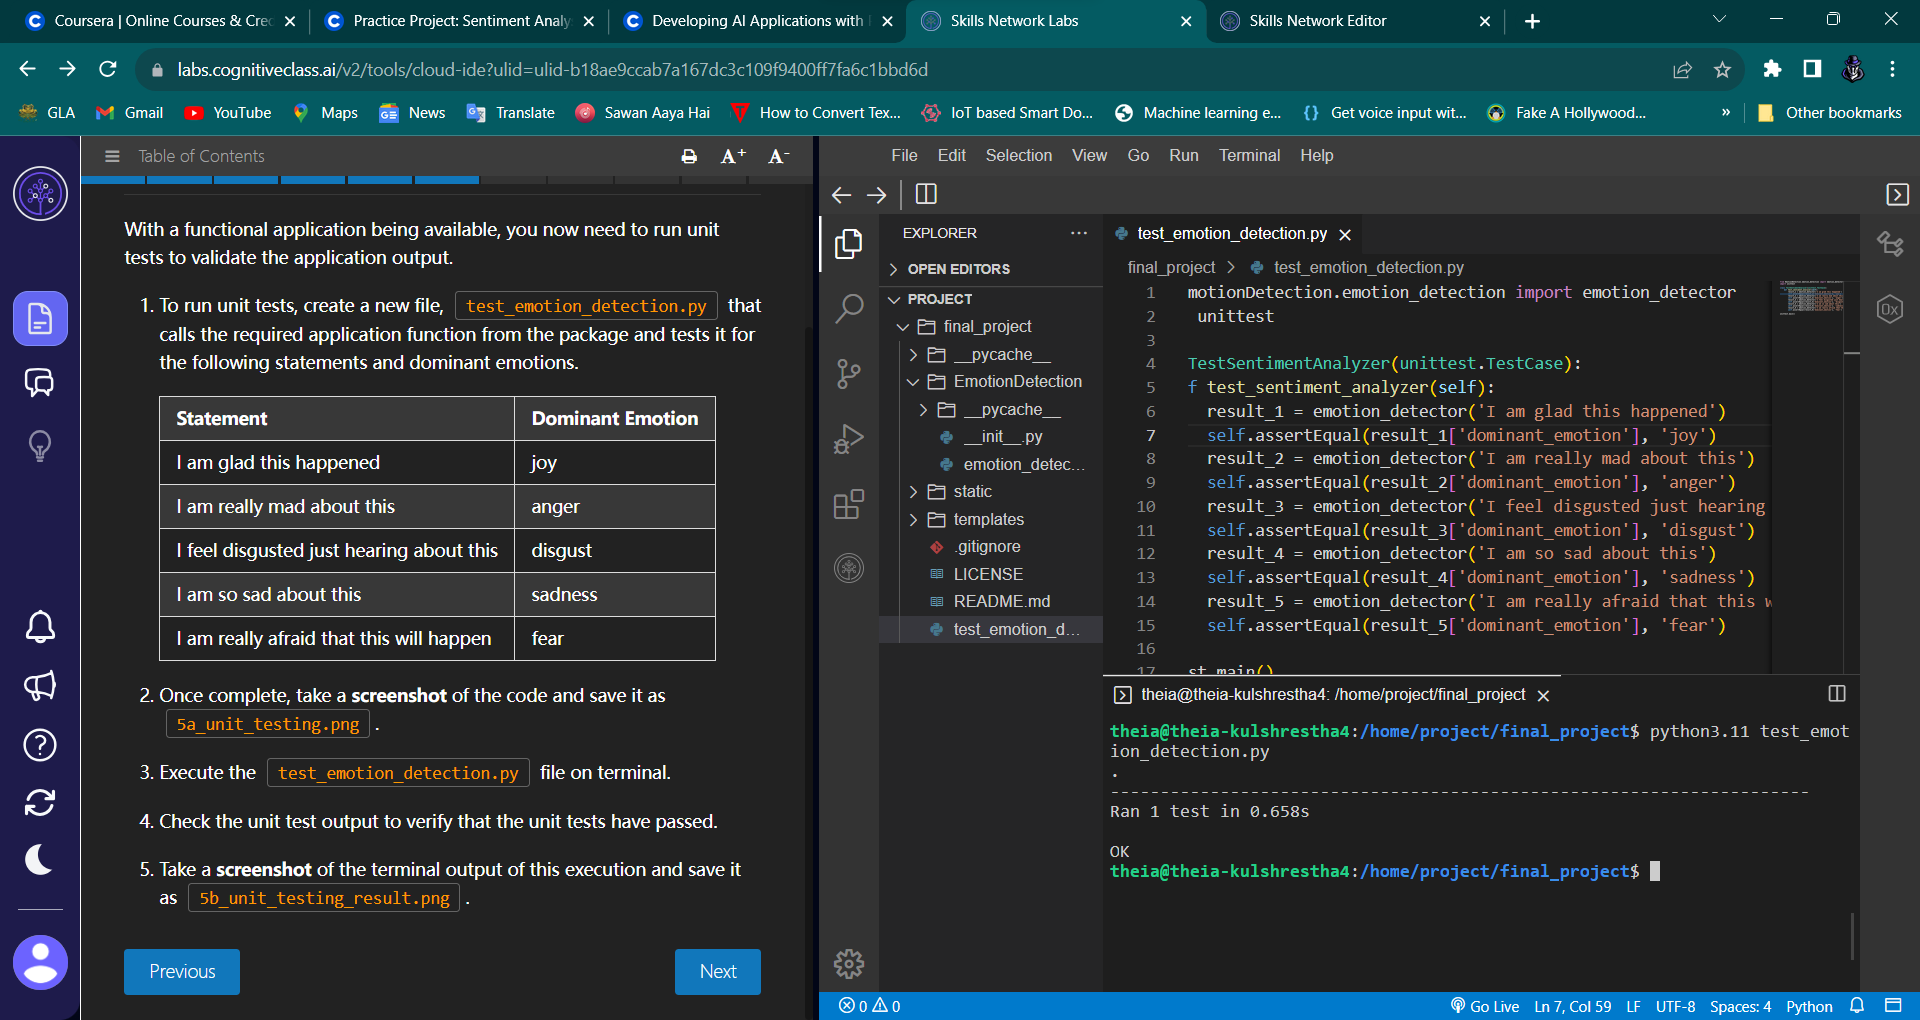 Coursera | Online Courses & Cre
Practice Project: Sentiment Analy
Developing AI Applications with
Skills Network Labs
Skills Network Editor
labs.cognitiveclass.ai/v2/tools/cloud-ide?ulid=ulid-b18ae9ccab7a167dc3c109f9400ff7fa6c1bbd6d
GLA
Gmail
YouTube
Maps
News
Translate
Sawan Aaya Hai
How to Convert Tex...
IoT based Smart Do...
Machine learning e...
Get voice input wit...
Fake A Hollywood...
»
Other bookmarks
Table of Contents
A+
A-
With a functional application being available, you now need to run unit
tests to validate the application output.
1. To run unit tests, create a new file, test_emotion_detection.py that
calls the required application function from the package and tests it for
the following statements and dominant emotions.
Statement Dominant Emotion
I am glad this happened joy
I am really mad about this anger
I feel disgusted just hearing about this disgust
I am so sad about this sadness
I am really afraid that this will happen fear
2. Once complete, take a screenshot of the code and save it as
5a_unit_testing.png .
3. Execute the test_emotion_detection.py file on terminal.
4. Check the unit test output to verify that the unit tests have passed.
5. Take a screenshot of the terminal output of this execution and save it
as 5b_unit_testing_result.png .
Previous
Next
File Edit Selection View Go Run Terminal Help
EXPLORER ...
OPEN EDITORS
PROJECT
final_project
__pycache__
EmotionDetection
__pycache__
__init__.py
emotion_detec...
static
templates
.gitignore
LICENSE
README.md
test_emotion_d...
test_emotion_detection.py
final_project > test_emotion_detection.py
1 motionDetection.emotion_detection import emotion_detector
2 unittest
3
4 TestSentimentAnalyzer(unittest.TestCase):
5 f test_sentiment_analyzer(self):
6 result_1 = emotion_detector('I am glad this happened')
7 self.assertEqual(result_1['dominant_emotion'], 'joy')
8 result_2 = emotion_detector('I am really mad about this')
9 self.assertEqual(result_2['dominant_emotion'], 'anger')
10 result_3 = emotion_detector('I feel disgusted just hearing
11 self.assertEqual(result_3['dominant_emotion'], 'disgust')
12 result_4 = emotion_detector('I am so sad about this')
13 self.assertEqual(result_4['dominant_emotion'], 'sadness')
14 result_5 = emotion_detector('I am really afraid that this w
15 self.assertEqual(result_5['dominant_emotion'], 'fear')
16
17 st.main()
theia@theia-kulshrestha4: /home/project/final_project
theia@theia-kulshrestha4:/home/project/final_project$ python3.11 test_emot
ion_detection.py
.
----------------------------------------------------------------------
Ran 1 test in 0.658s
OK
theia@theia-kulshrestha4:/home/project/final_project$
0 0
Go Live Ln 7, Col 59 LF UTF-8 Spaces: 4 Python